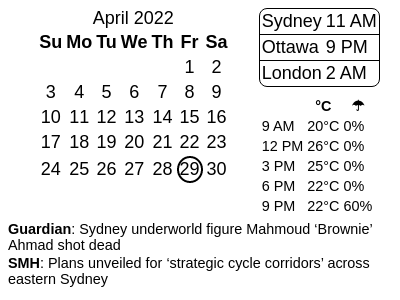 April 2022
Su Mo Tu We Th Fr Sa
1 2
3 4 5 6 7 8 9
10 11 12 13 14 15 16
17 18 19 20 21 22 23
24 25 26 27 28 29 30
Sydney 11 AM
Ottawa 9 PM
London 2 AM
°C ☂
9 AM 20°C 0%
12 PM 26°C 0%
3 PM 25°C 0%
6 PM 22°C 0%
9 PM 22°C 60%
Guardian: Sydney underworld figure Mahmoud ‘Brownie’
Ahmad shot dead
SMH: Plans unveiled for ‘strategic cycle corridors’ across
eastern Sydney